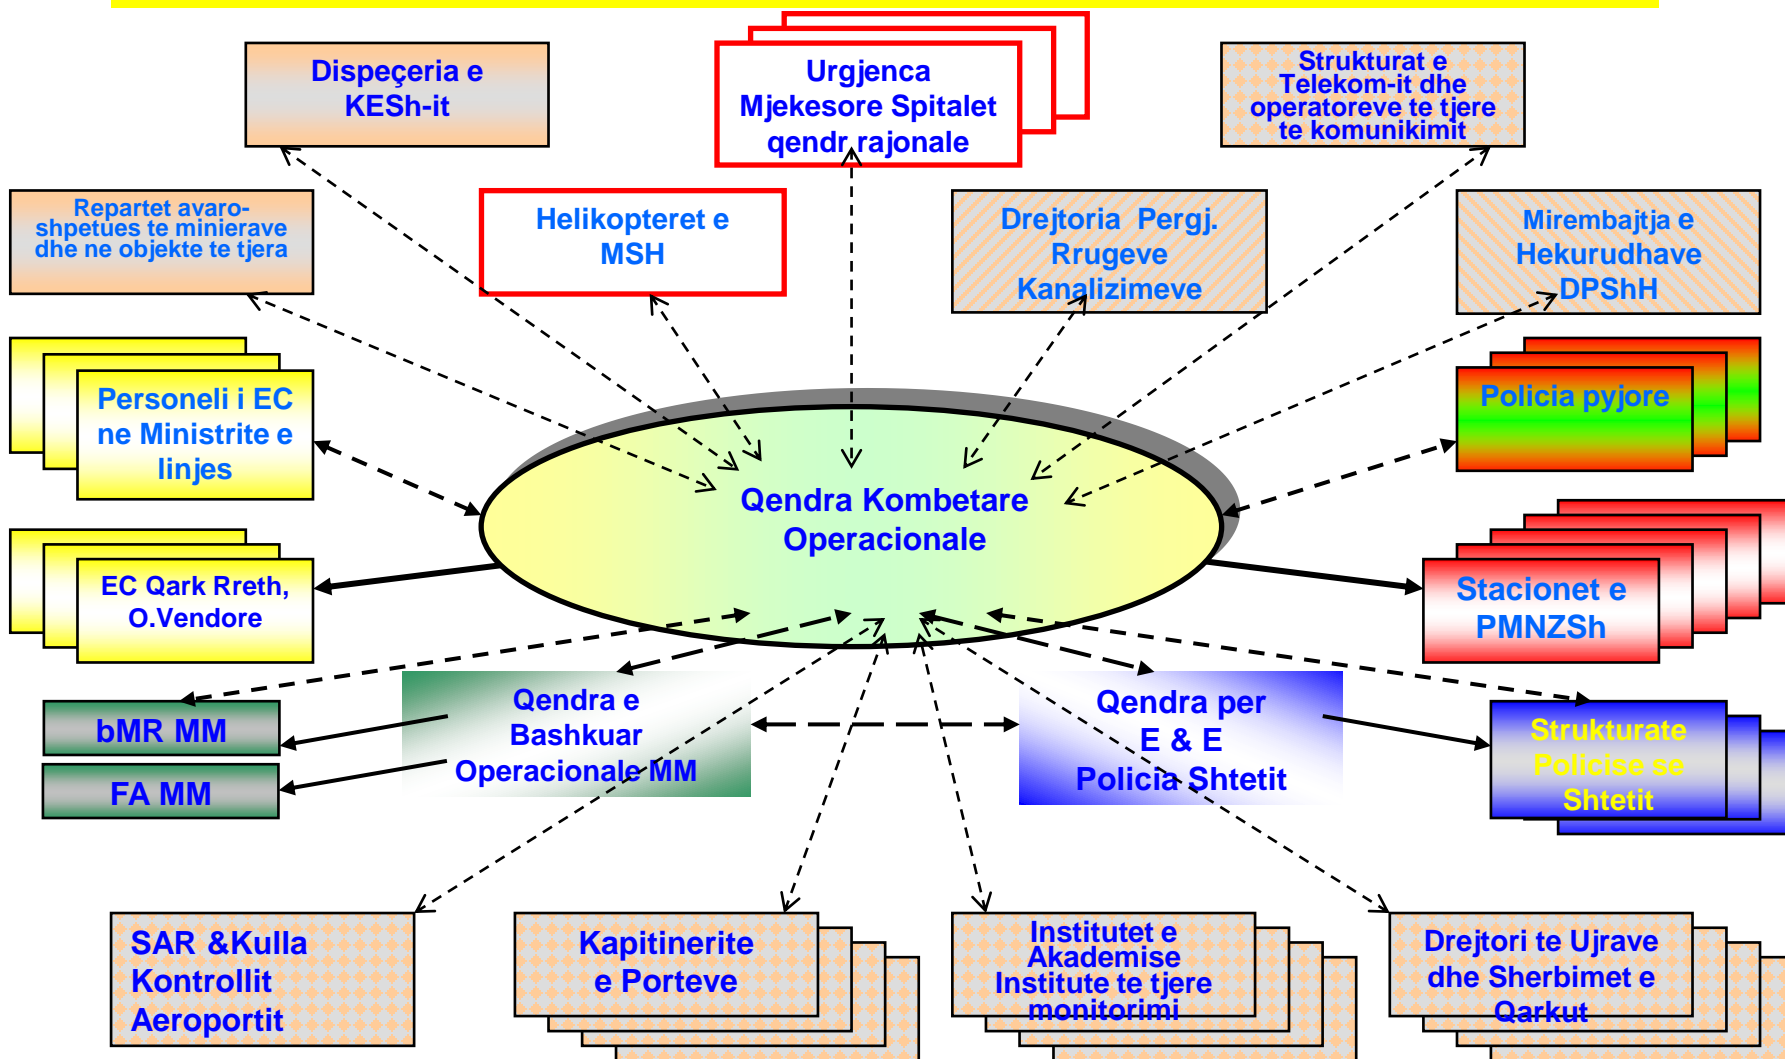 Dispeçeria e
KESh-it
Urgjenca
Mjekesore Spitalet
qendr rajonale
Strukturat e
Telekom-it dhe
operatoreve te tjere
te komunikimit
Repartet avaro-
shpetues te minierave
dhe ne objekte te tjera
Helikopteret e
MSH
Drejtoria Pergj.
Rrugeve
Kanalizimeve
Mirembajtja e
Hekurudhave
DPShH
Personeli i EC
ne Ministrite e
linjes
Policia pyjore
Qendra Kombetare
Operacionale
EC Qark Rreth,
O.Vendore
Stacionet e
PMNZSh
bMR MM
FA MM
Qendra e
Bashkuar
Operacionale MM
Qendra per
E & E
Policia Shtetit
Strukturate
Policise se
Shtetit
SAR &Kulla
Kontrollit
Aeroportit
Kapitinerite
e Porteve
Institutet e
Akademise
Institute te tjere
monitorimi
Drejtori te Ujrave
dhe Sherbimet e
Qarkut